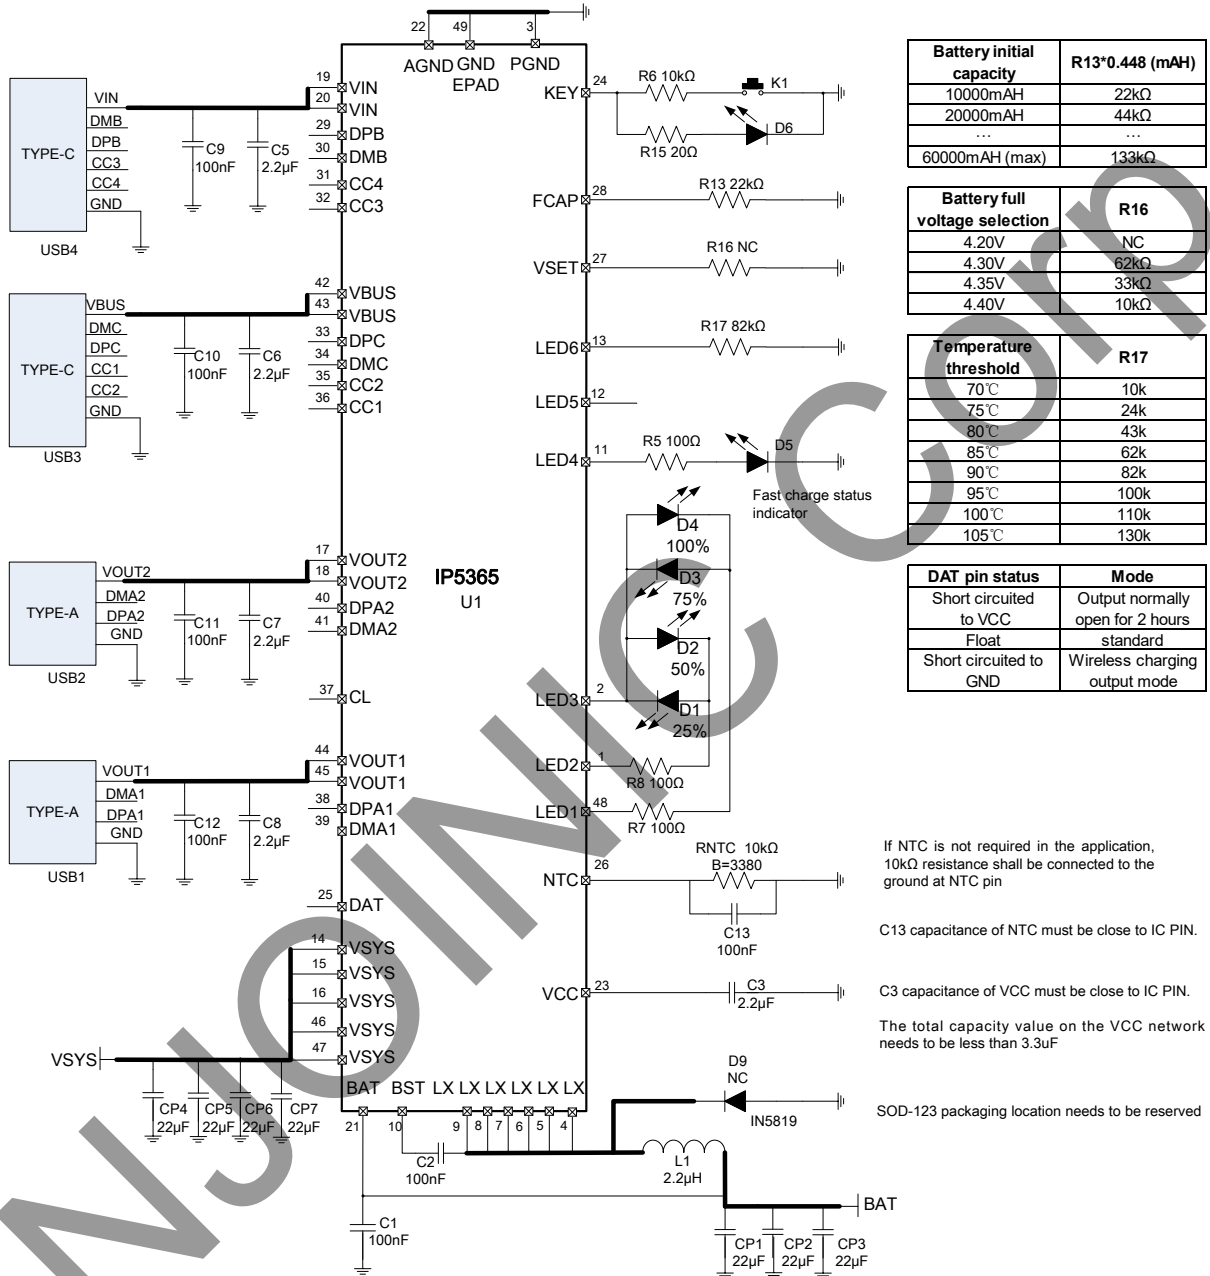 22
49
3
AGND
GND
EPAD
PGND
TYPE-C
VIN
DMB
DPB
CC3
CC4
GND
USB4
C9
100nF
C5
2.2µF
19
VIN
20
VIN
29
DPB
30
DMB
31
CC4
32
CC3
TYPE-C
VBUS
DMC
DPC
CC1
CC2
GND
USB3
C10
100nF
C6
2.2µF
42
VBUS
43
VBUS
33
DPC
34
DMC
35
CC2
36
CC1
TYPE-A
VOUT2
DMA2
DPA2
GND
USB2
C11
100nF
C7
2.2µF
17
VOUT2
18
VOUT2
40
DPA2
41
DMA2
37
CL
TYPE-A
VOUT1
DMA1
DPA1
GND
USB1
C12
100nF
C8
2.2µF
44
VOUT1
45
VOUT1
38
DPA1
39
DMA1
25
DAT
14
VSYS
15
VSYS
16
VSYS
46
VSYS
47
VSYS
VSYS
CP4
22µF
CP5
22µF
CP6
22µF
CP7
22µF
IP5365
U1
KEY
24
R6 10kΩ
K1
R15 20Ω
D6
FCAP
28
R13 22kΩ
VSET
27
R16 NC
LED6
13
R17 82kΩ
LED5
12
LED4
11
R5 100Ω
D5
Fast charge status
indicator
D4
100%
D3
75%
D2
50%
D1
25%
LED3
2
LED2
1
R8 100Ω
LED1
48
R7 100Ω
NTC
26
RNTC 10kΩ
B=3380
C13
100nF
VCC
23
C3
2.2µF
D9
NC
IN5819
BAT BST LX LX LX LX LX LX
21
10
9
8
7
6
5
4
C2
100nF
L1
2.2µH
C1
100nF
BAT
CP1
22µF
CP2
22µF
CP3
22µF
Battery initial capacity R13*0.448 (mAH)
10000mAH 22kΩ
20000mAH 44kΩ
... ...
60000mAH (max) 133kΩ
Battery full voltage selection R16
4.20V NC
4.30V 62kΩ
4.35V 33kΩ
4.40V 10kΩ
Temperature threshold R17
70℃ 10k
75℃ 24k
80℃ 43k
85℃ 62k
90℃ 82k
95℃ 100k
100℃ 110k
105℃ 130k
DAT pin status Mode
Short circuited to VCC Output normally open for 2 hours
Float standard
Short circuited to GND Wireless charging output mode
If NTC is not required in the application,
10kΩ resistance shall be connected to the
ground at NTC pin
C13 capacitance of NTC must be close to IC PIN.
C3 capacitance of VCC must be close to IC PIN.
The total capacity value on the VCC network
needs to be less than 3.3uF
SOD-123 packaging location needs to be reserved
NJOINIC Corp